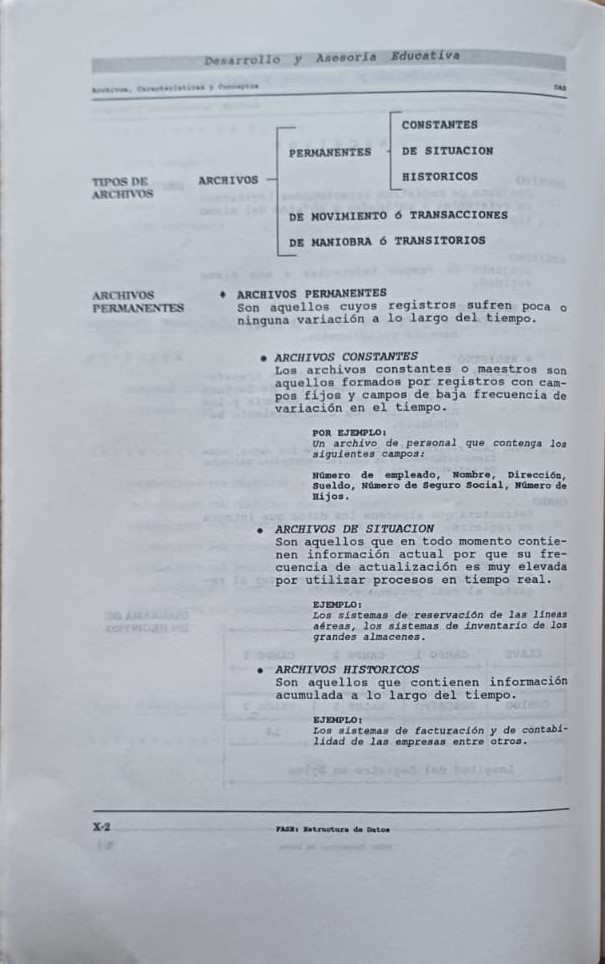 Desarrollo y Asesoría Educativa
Archivos, Características y Conceptos DAE
CONSTANTES
PERMANENTES DE SITUACION
HISTORICOS
TIPOS DE
ARCHIVOS
ARCHIVOS
DE MOVIMIENTO ó TRANSACCIONES
DE MANIOBRA ó TRANSITORIOS
ARCHIVOS
PERMANENTES
♦ ARCHIVOS PERMANENTES
Son aquellos cuyos registros sufren poca o
ninguna variación a lo largo del tiempo.
● ARCHIVOS CONSTANTES
Los archivos constantes o maestros son
aquellos formados por registros con cam-
pos fijos y campos de baja frecuencia de
variación en el tiempo.
POR EJEMPLO:
Un archivo de personal que contenga los
siguientes campos:
Número de empleado, Nombre, Dirección,
Sueldo, Número de Seguro Social, Número de
Hijos.
● ARCHIVOS DE SITUACION
Son aquellos que en todo momento contie-
nen información actual por que su fre-
cuencia de actualización es muy elevada
por utilizar procesos en tiempo real.
EJEMPLO:
Los sistemas de reservación de las líneas
aéreas, los sistemas de inventario de los
grandes almacenes.
● ARCHIVOS HISTORICOS
Son aquellos que contienen información
acumulada a lo largo del tiempo.
EJEMPLO:
Los sistemas de facturación y de contabi-
lidad de las empresas entre otros.
X-2 FASE: Estructura de Datos